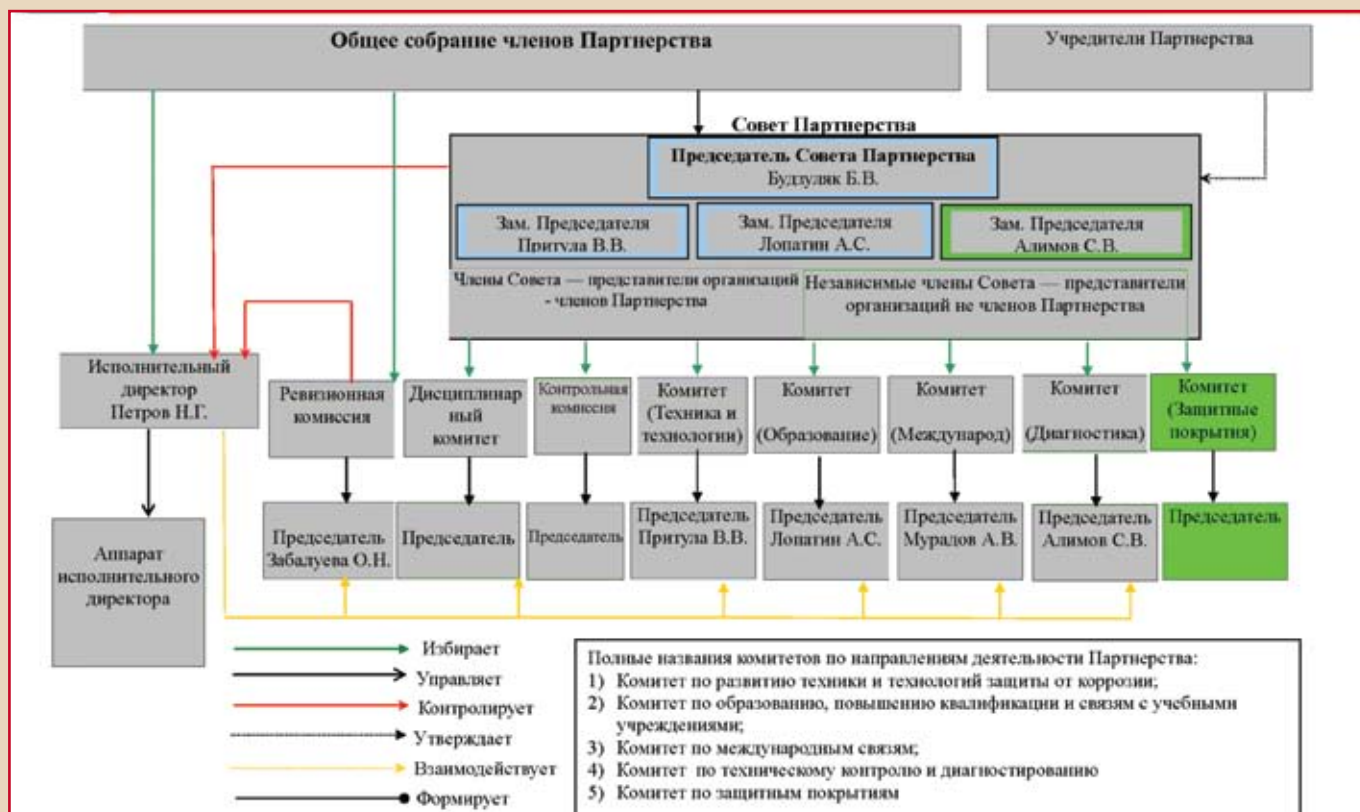 Общее собрание членов Партнерства
Учредители Партнерства
Совет Партнерства
Председатель Совета Партнерства
Будзуляк Б.В.
Зам. Председателя
Притула В.В.
Зам. Председателя
Лопатин А.С.
Зам. Председателя
Алимов С.В.
Члены Совета — представители организаций
- членов Партнерства
Независимые члены Совета — представители
организаций не членов Партнерства
Исполнительный
директор
Петров Н.Г.
Ревизионная
комиссия
Дисциплинар
ный
комитет
Контрольная
комиссия
Комитет
(Техника и
технологии)
Комитет
(Образование)
Комитет
(Международ)
Комитет
(Диагностика)
Комитет
(Защитные
покрытия)
Аппарат
исполнительного
директора
Председатель
Забалуева О.Н.
Председатель
Председатель
Председатель
Притула В.В.
Председатель
Лопатин А.С.
Председатель
Мурадов А.В.
Председатель
Алимов С.В.
Председатель
Избирает
Управляет
Контролирует
Утверждает
Взаимодействует
Формирует
Полные названия комитетов по направлениям деятельности Партнерства:
1) Комитет по развитию техники и технологий защиты от коррозии;
2) Комитет по образованию, повышению квалификации и связям с учебными
учреждениями;
3) Комитет по международным связям;
4) Комитет по техническому контролю и диагностированию
5) Комитет по защитным покрытиям